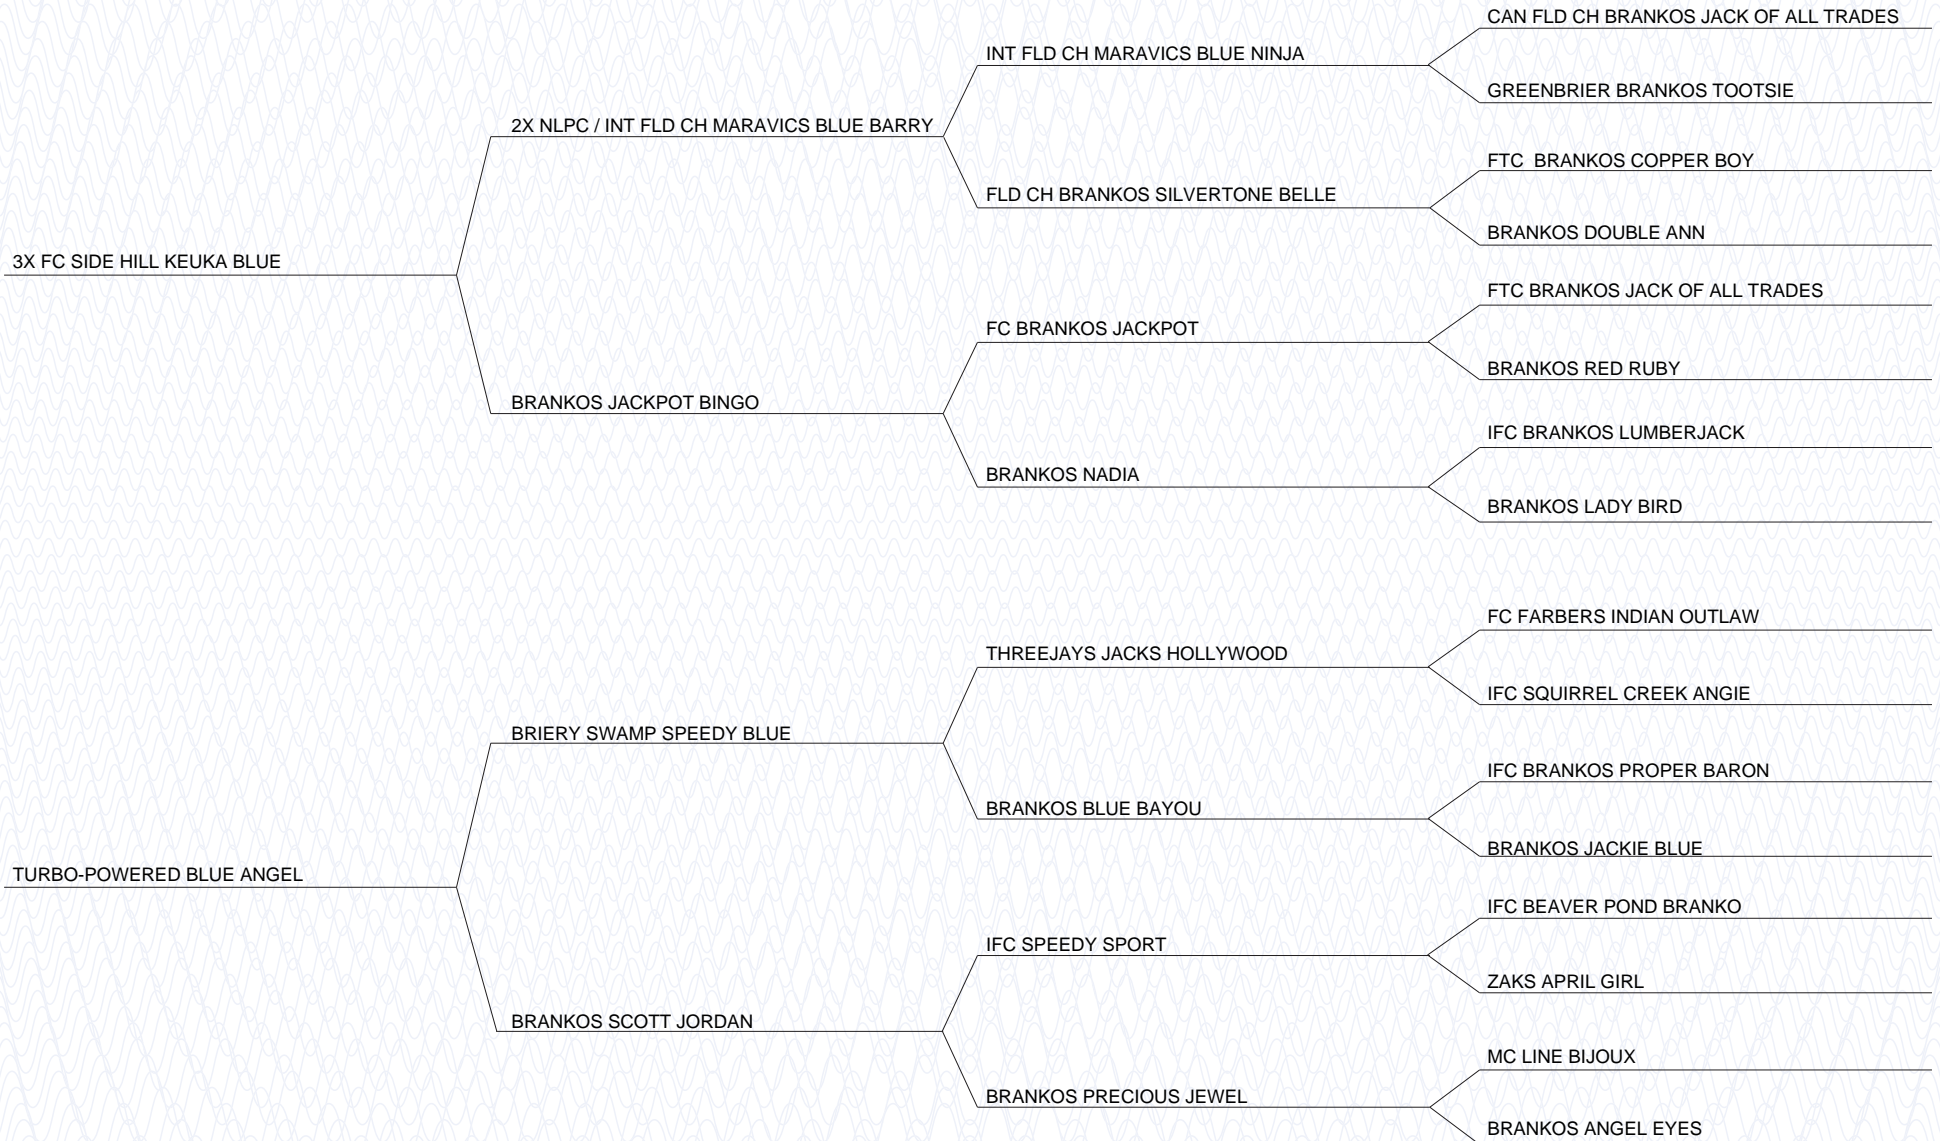 CAN FLD CH BRANKOS JACK OF ALL TRADES
INT FLD CH MARAVICS BLUE NINJA
GREENBRIER BRANKOS TOOTSIE
2X NLPC / INT FLD CH MARAVICS BLUE BARRY
FTC  BRANKOS COPPER BOY
FLD CH BRANKOS SILVERTONE BELLE
BRANKOS DOUBLE ANN
3X FC SIDE HILL KEUKA BLUE
FTC BRANKOS JACK OF ALL TRADES
FC BRANKOS JACKPOT
BRANKOS RED RUBY
BRANKOS JACKPOT BINGO
IFC BRANKOS LUMBERJACK
BRANKOS NADIA
BRANKOS LADY BIRD
FC FARBERS INDIAN OUTLAW
THREEJAYS JACKS HOLLYWOOD
IFC SQUIRREL CREEK ANGIE
BRIERY SWAMP SPEEDY BLUE
IFC BRANKOS PROPER BARON
BRANKOS BLUE BAYOU
BRANKOS JACKIE BLUE
TURBO-POWERED BLUE ANGEL
IFC BEAVER POND BRANKO
IFC SPEEDY SPORT
ZAKS APRIL GIRL
BRANKOS SCOTT JORDAN
MC LINE BIJOUX
BRANKOS PRECIOUS JEWEL
BRANKOS ANGEL EYES